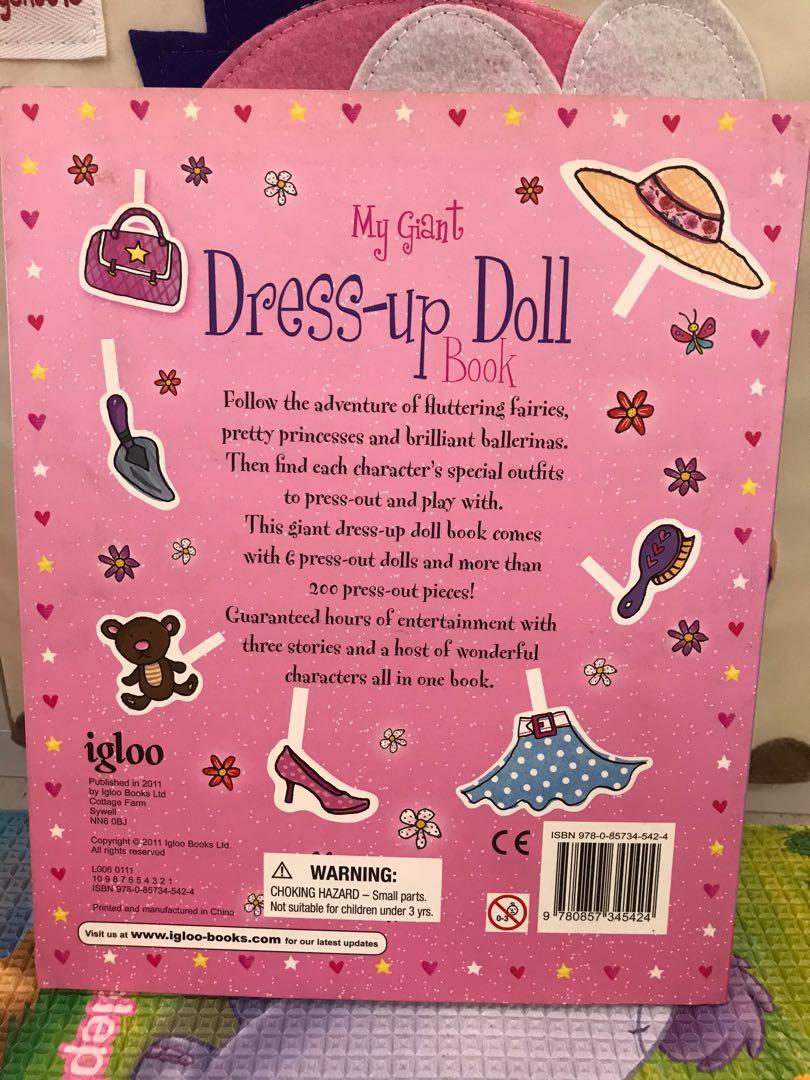 My Giant
Dress-up Doll
Book
Follow the adventure of fluttering fairies,
pretty princesses and brilliant ballerinas.
Then find each character's special outfits
to press-out and play with.
This giant dress-up doll book comes
with 6 press-out dolls and more than
200 press-out pieces!
Guaranteed hours of entertainment with
three stories and a host of wonderful
characters all in one book.
igloo
Published in 2011
by Igloo Books Ltd
Cottage Farm
Sywell
NN6 0BJ
Copyright © 2011 Igloo Books Ltd.
All rights reserved
L006 0111
10 9 8 7 6 5 4 3 2 1
ISBN 978-0-85734-542-4
Printed and manufactured in China
Visit us at www.igloo-books.com for our latest updates
WARNING:
CHOKING HAZARD – Small parts.
Not suitable for children under 3 yrs.
CE
0-3
ISBN 978-0-85734-542-4
9 780857 345424